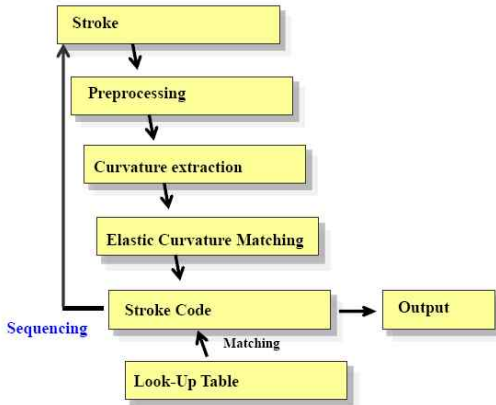 Stroke
Preprocessing
Curvature extraction
Elastic Curvature Matching
Stroke Code
Output
Sequencing
Matching
Look-Up Table